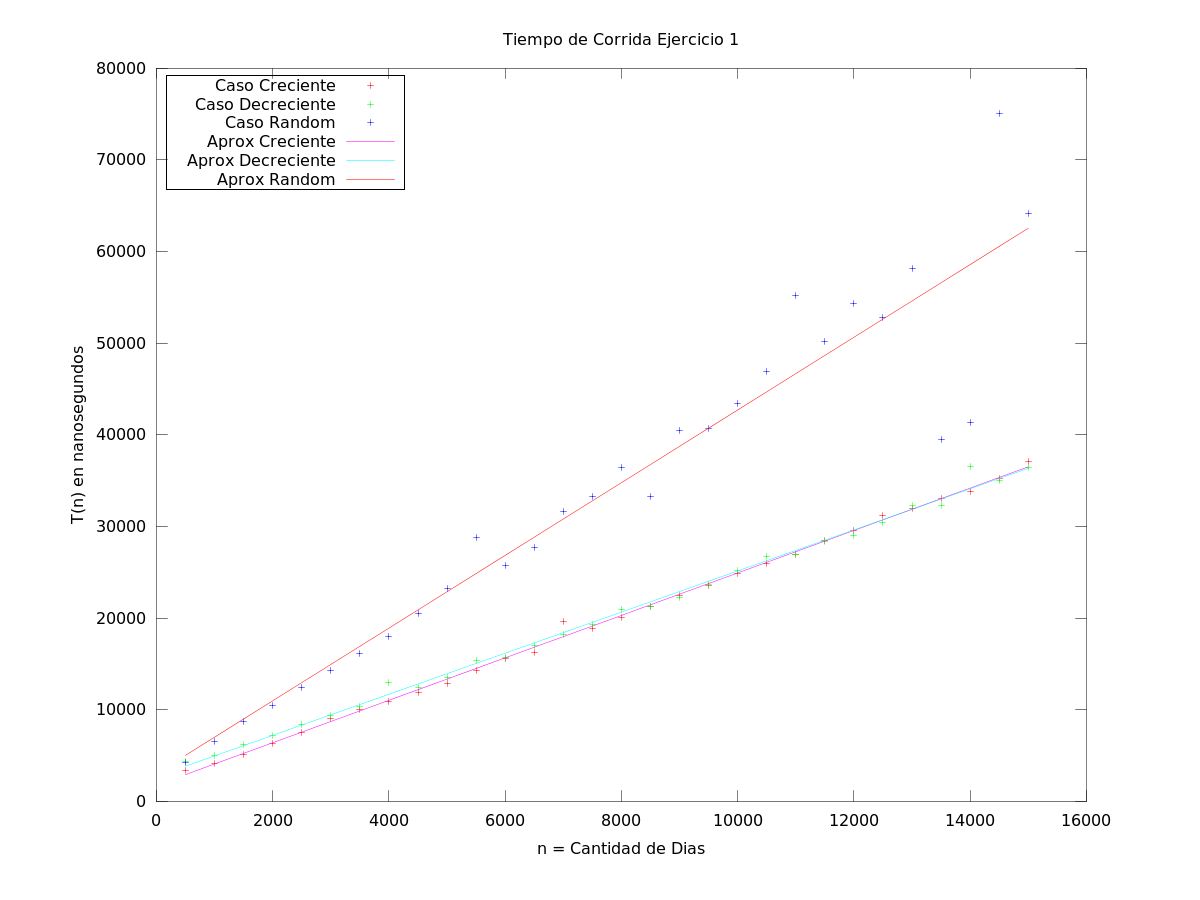 Tiempo de Corrida Ejercicio 1
80000
70000
60000
50000
40000
30000
20000
10000
0
T(n) en nanosegundos
Caso Creciente
Caso Decreciente
Caso Random
Aprox Creciente
Aprox Decreciente
Aprox Random
0 2000 4000 6000 8000 10000 12000 14000 16000
n = Cantidad de Dias